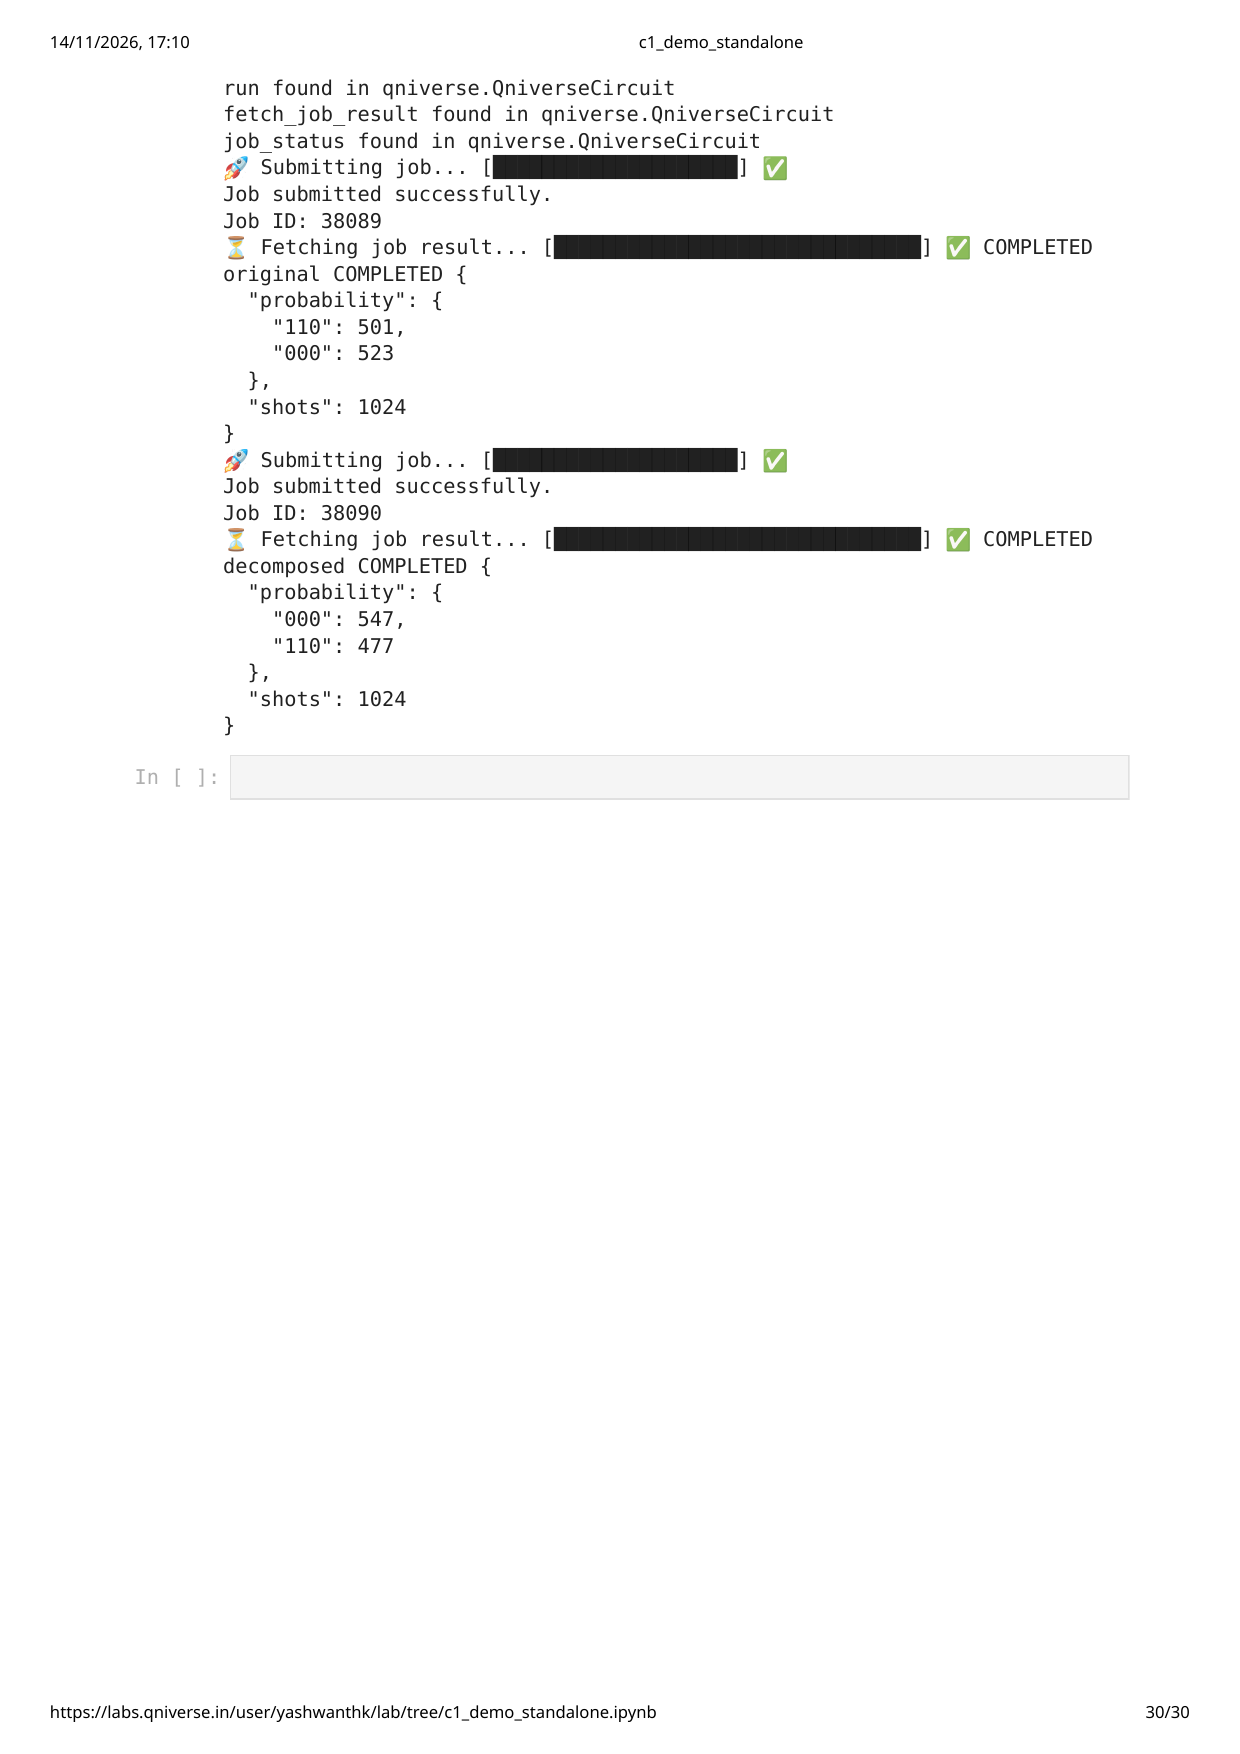 14/11/2026, 17:10 c1_demo_standalone
run found in qniverse.QniverseCircuit
fetch_job_result found in qniverse.QniverseCircuit
job_status found in qniverse.QniverseCircuit
🚀 Submitting job... [████████████████████] ✅
Job submitted successfully.
Job ID: 38089
⏳ Fetching job result... [██████████████████████████████] ✅ COMPLETED
original COMPLETED {
  "probability": {
    "110": 501,
    "000": 523
  },
  "shots": 1024
}
🚀 Submitting job... [████████████████████] ✅
Job submitted successfully.
Job ID: 38090
⏳ Fetching job result... [██████████████████████████████] ✅ COMPLETED
decomposed COMPLETED {
  "probability": {
    "000": 547,
    "110": 477
  },
  "shots": 1024
}
In [ ]:
https://labs.qniverse.in/user/yashwanthk/lab/tree/c1_demo_standalone.ipynb 30/30